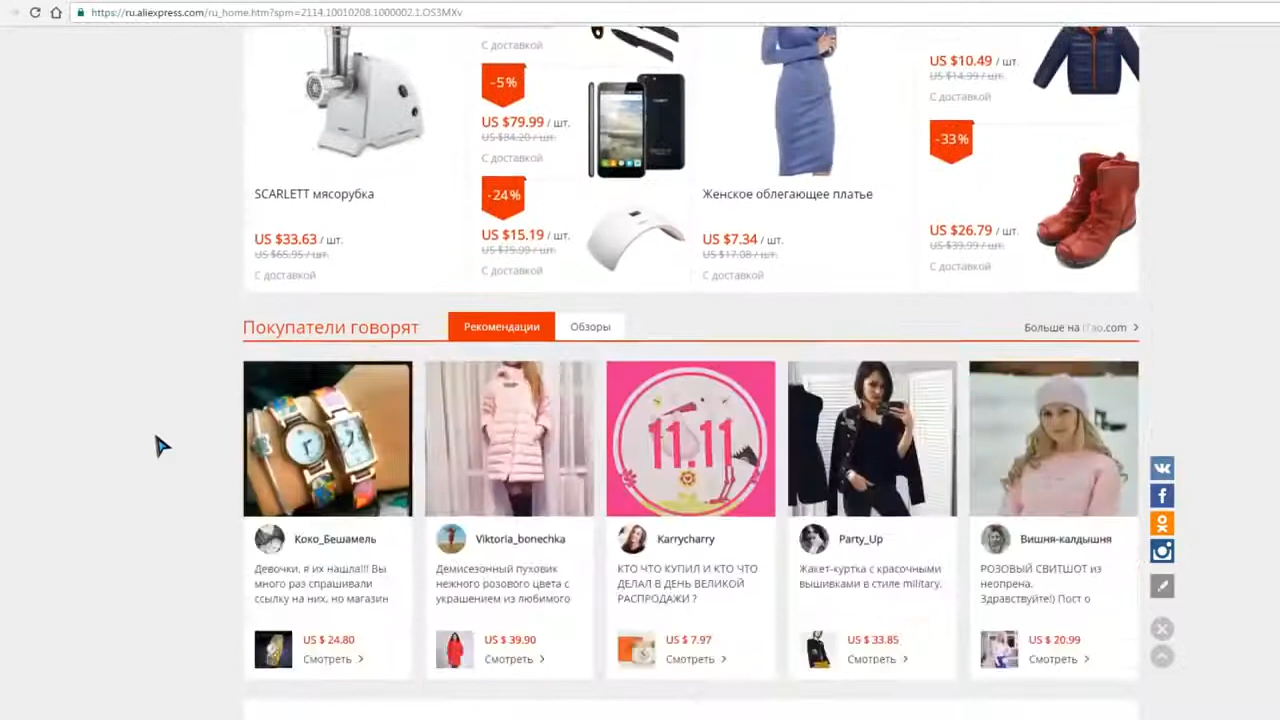 https://ru.aliexpress.com/ru_home.htm?spm=2114.10010208.1000002.1.OS3MXv
С доставкой
-5%
US $79.99 / шт.
US $84.20 / шт.
С доставкой
-24%
US $15.19 / шт.
US $19.99 / шт.
С доставкой
SCARLETT мясорубка
US $33.63 / шт.
US $65.95 / шт.
С доставкой
Женское облегающее платье
US $7.34 / шт.
US $17.08 / шт.
С доставкой
US $10.49 / шт.
US $14.99 / шт.
С доставкой
-33%
US $26.79 / шт.
US $39.99 / шт.
С доставкой
Покупатели говорят
Рекомендации
Обзоры
Больше на iTao.com
11.11
Коко_Бешамель
Девочки, я их нашла!!! Вы
много раз спрашивали
ссылку на них, но магазин
US $ 24.80
Смотреть
Viktoria_bonechka
Демисезонный пуховик
нежного розового цвета с
украшением из любимого
US $ 39.90
Смотреть
Karrycharry
КТО ЧТО КУПИЛ И КТО ЧТО
ДЕЛАЛ В ДЕНЬ ВЕЛИКОЙ
РАСПРОДАЖИ ?
US $ 7.97
Смотреть
Party_Up
Жакет-куртка с красочными
вышивками в стиле military.
US $ 33.85
Смотреть
Вишня-калдышня
РОЗОВЫЙ СВИТШОТ из
неопрена.
Здравствуйте!) Пост о
US $ 20.99
Смотреть